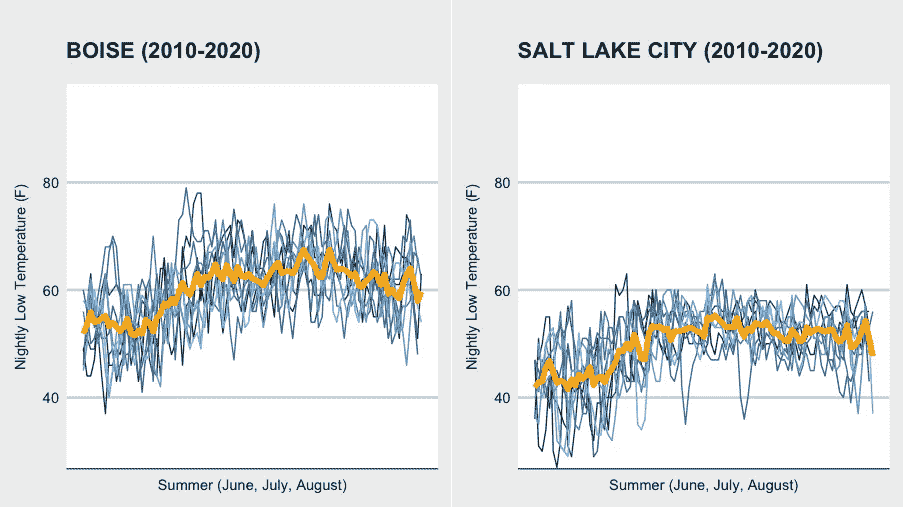 BOISE (2010-2020)
80
60
40
Nightly Low Temperature (F)
Summer (June, July, August)
SALT LAKE CITY (2010-2020)
80
60
40
Nightly Low Temperature (F)
Summer (June, July, August)